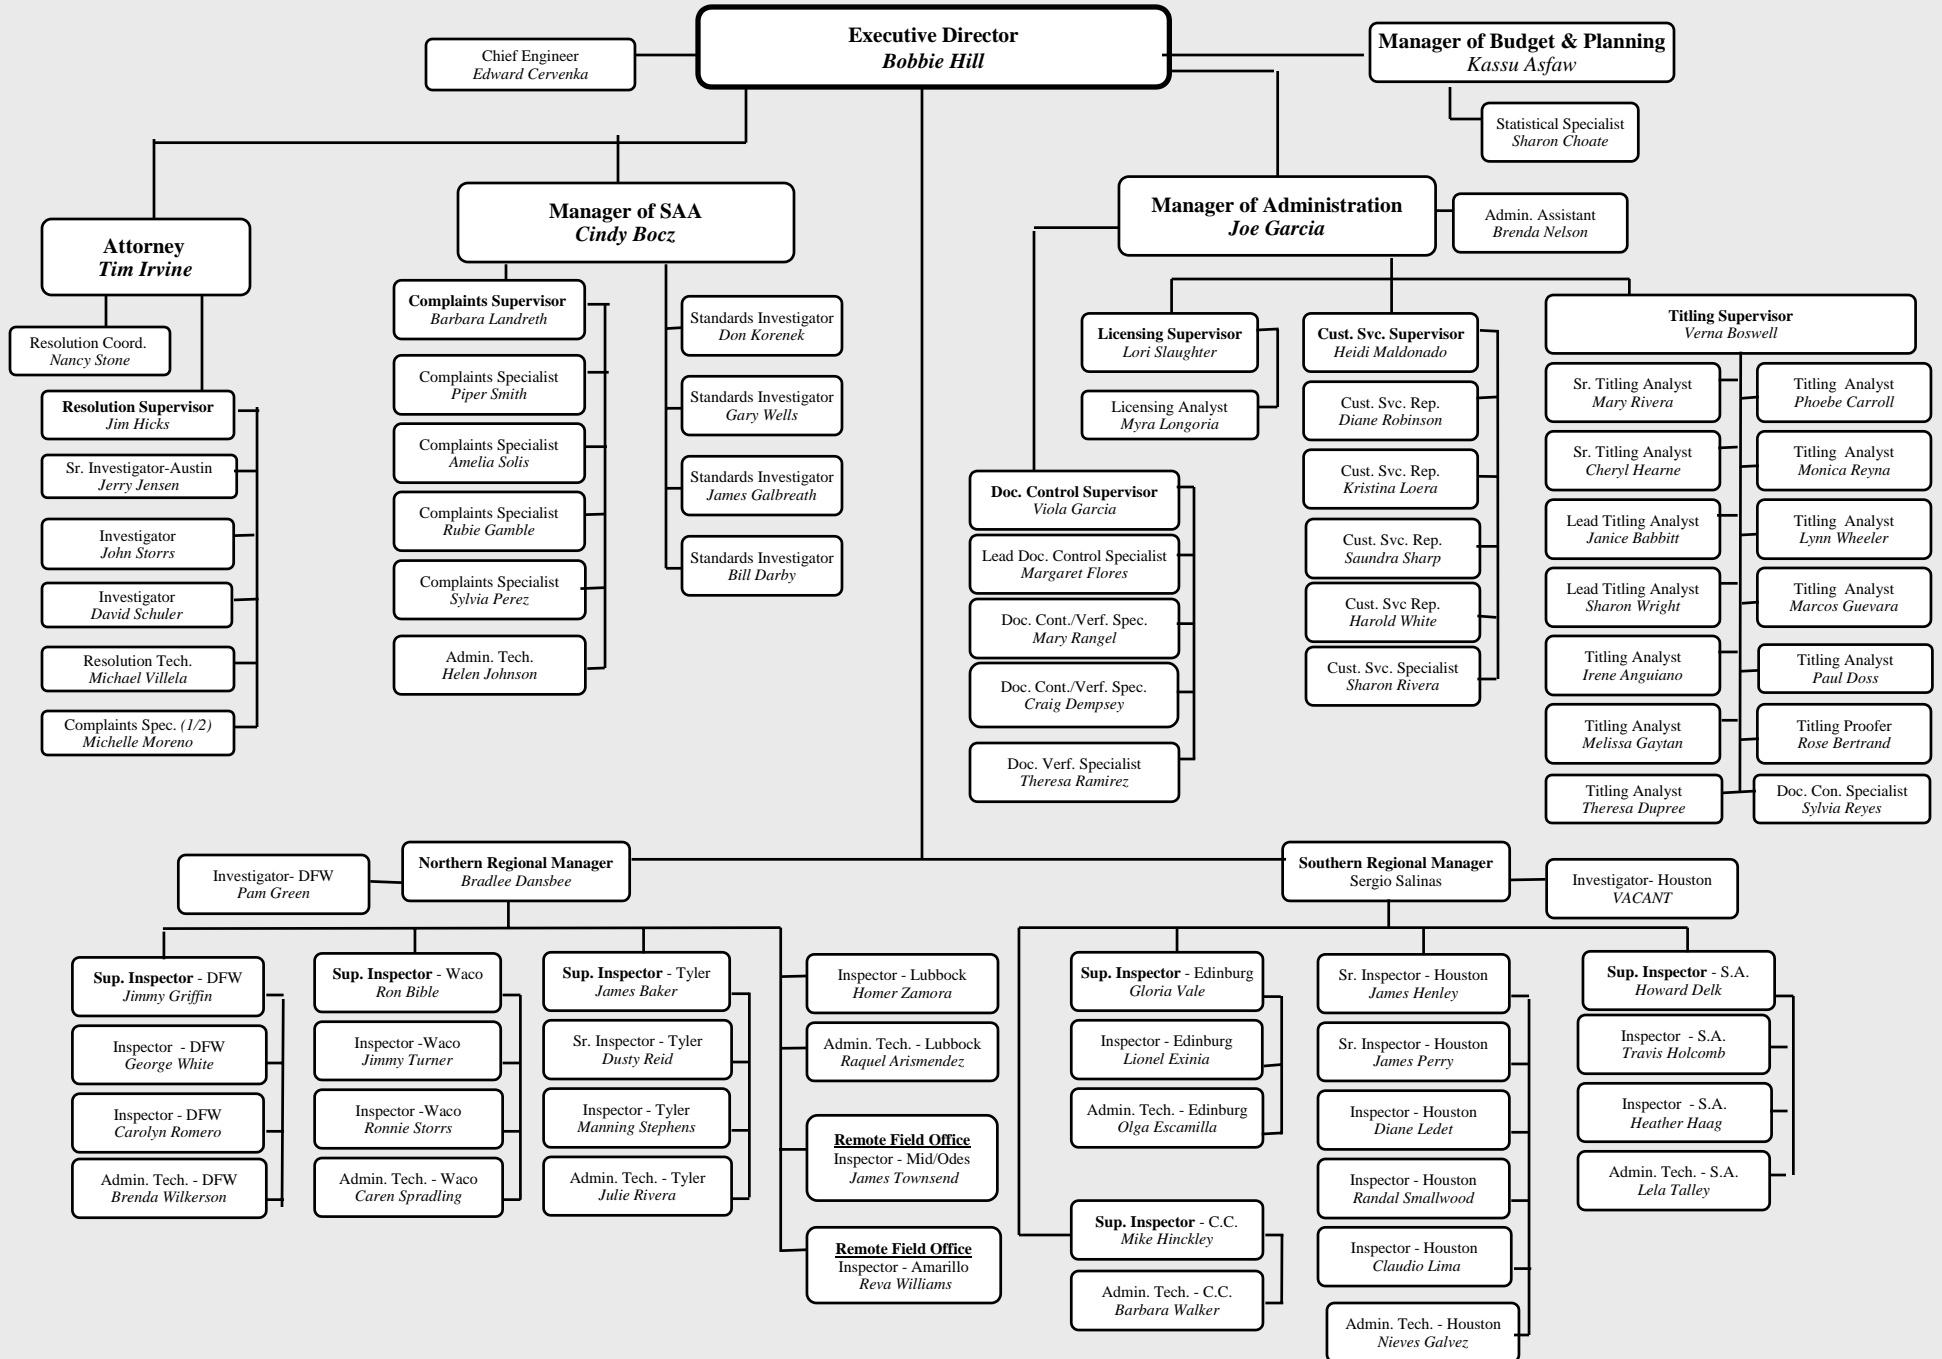 Executive Director
Bobbie Hill
Chief Engineer
Edward Cervenka
Manager of Budget & Planning
Kassu Asfaw
Statistical Specialist
Sharon Choate
Attorney
Tim Irvine
Resolution Coord.
Nancy Stone
Resolution Supervisor
Jim Hicks
Sr. Investigator-Austin
Jerry Jensen
Investigator
John Storrs
Investigator
David Schuler
Resolution Tech.
Michael Villela
Complaints Spec. (1/2)
Michelle Moreno
Manager of SAA
Cindy Bocz
Complaints Supervisor
Barbara Landreth
Complaints Specialist
Piper Smith
Complaints Specialist
Amelia Solis
Complaints Specialist
Rubie Gamble
Complaints Specialist
Sylvia Perez
Admin. Tech.
Helen Johnson
Standards Investigator
Don Korenek
Standards Investigator
Gary Wells
Standards Investigator
James Galbreath
Standards Investigator
Bill Darby
Manager of Administration
Joe Garcia
Admin. Assistant
Brenda Nelson
Doc. Control Supervisor
Viola Garcia
Lead Doc. Control Specialist
Margaret Flores
Doc. Cont./Verf. Spec.
Mary Rangel
Doc. Cont./Verf. Spec.
Craig Dempsey
Doc. Verf. Specialist
Theresa Ramirez
Licensing Supervisor
Lori Slaughter
Licensing Analyst
Myra Longoria
Cust. Svc. Supervisor
Heidi Maldonado
Cust. Svc. Rep.
Diane Robinson
Cust. Svc. Rep.
Kristina Loera
Cust. Svc. Rep.
Saundra Sharp
Cust. Svc Rep.
Harold White
Cust. Svc. Specialist
Sharon Rivera
Titling Supervisor
Verna Boswell
Sr. Titling Analyst
Mary Rivera
Sr. Titling Analyst
Cheryl Hearne
Lead Titling Analyst
Janice Babbitt
Lead Titling Analyst
Sharon Wright
Titling Analyst
Irene Anguiano
Titling Analyst
Melissa Gaytan
Titling Analyst
Theresa Dupree
Titling Analyst
Phoebe Carroll
Titling Analyst
Monica Reyna
Titling Analyst
Lynn Wheeler
Titling Analyst
Marcos Guevara
Titling Analyst
Paul Doss
Titling Proofer
Rose Bertrand
Doc. Con. Specialist
Sylvia Reyes
Investigator- DFW
Pam Green
Northern Regional Manager
Bradlee Dansbee
Southern Regional Manager
Sergio Salinas
Investigator- Houston
VACANT
Sup. Inspector - DFW
Jimmy Griffin
Inspector - DFW
George White
Inspector - DFW
Carolyn Romero
Admin. Tech. - DFW
Brenda Wilkerson
Sup. Inspector - Waco
Ron Bible
Inspector -Waco
Jimmy Turner
Inspector -Waco
Ronnie Storrs
Admin. Tech. - Waco
Caren Spradling
Sup. Inspector - Tyler
James Baker
Sr. Inspector - Tyler
Dusty Reid
Inspector - Tyler
Manning Stephens
Admin. Tech. - Tyler
Julie Rivera
Inspector - Lubbock
Homer Zamora
Admin. Tech. - Lubbock
Raquel Arismendez
Remote Field Office
Inspector - Mid/Odes
James Townsend
Remote Field Office
Inspector - Amarillo
Reva Williams
Sup. Inspector - Edinburg
Gloria Vale
Inspector - Edinburg
Lionel Exinia
Admin. Tech. - Edinburg
Olga Escamilla
Sup. Inspector - C.C.
Mike Hinckley
Admin. Tech. - C.C.
Barbara Walker
Sr. Inspector - Houston
James Henley
Sr. Inspector - Houston
James Perry
Inspector - Houston
Diane Ledet
Inspector - Houston
Randal Smallwood
Inspector - Houston
Claudio Lima
Admin. Tech. - Houston
Nieves Galvez
Sup. Inspector - S.A.
Howard Delk
Inspector - S.A.
Travis Holcomb
Inspector - S.A.
Heather Haag
Admin. Tech. - S.A.
Lela Talley